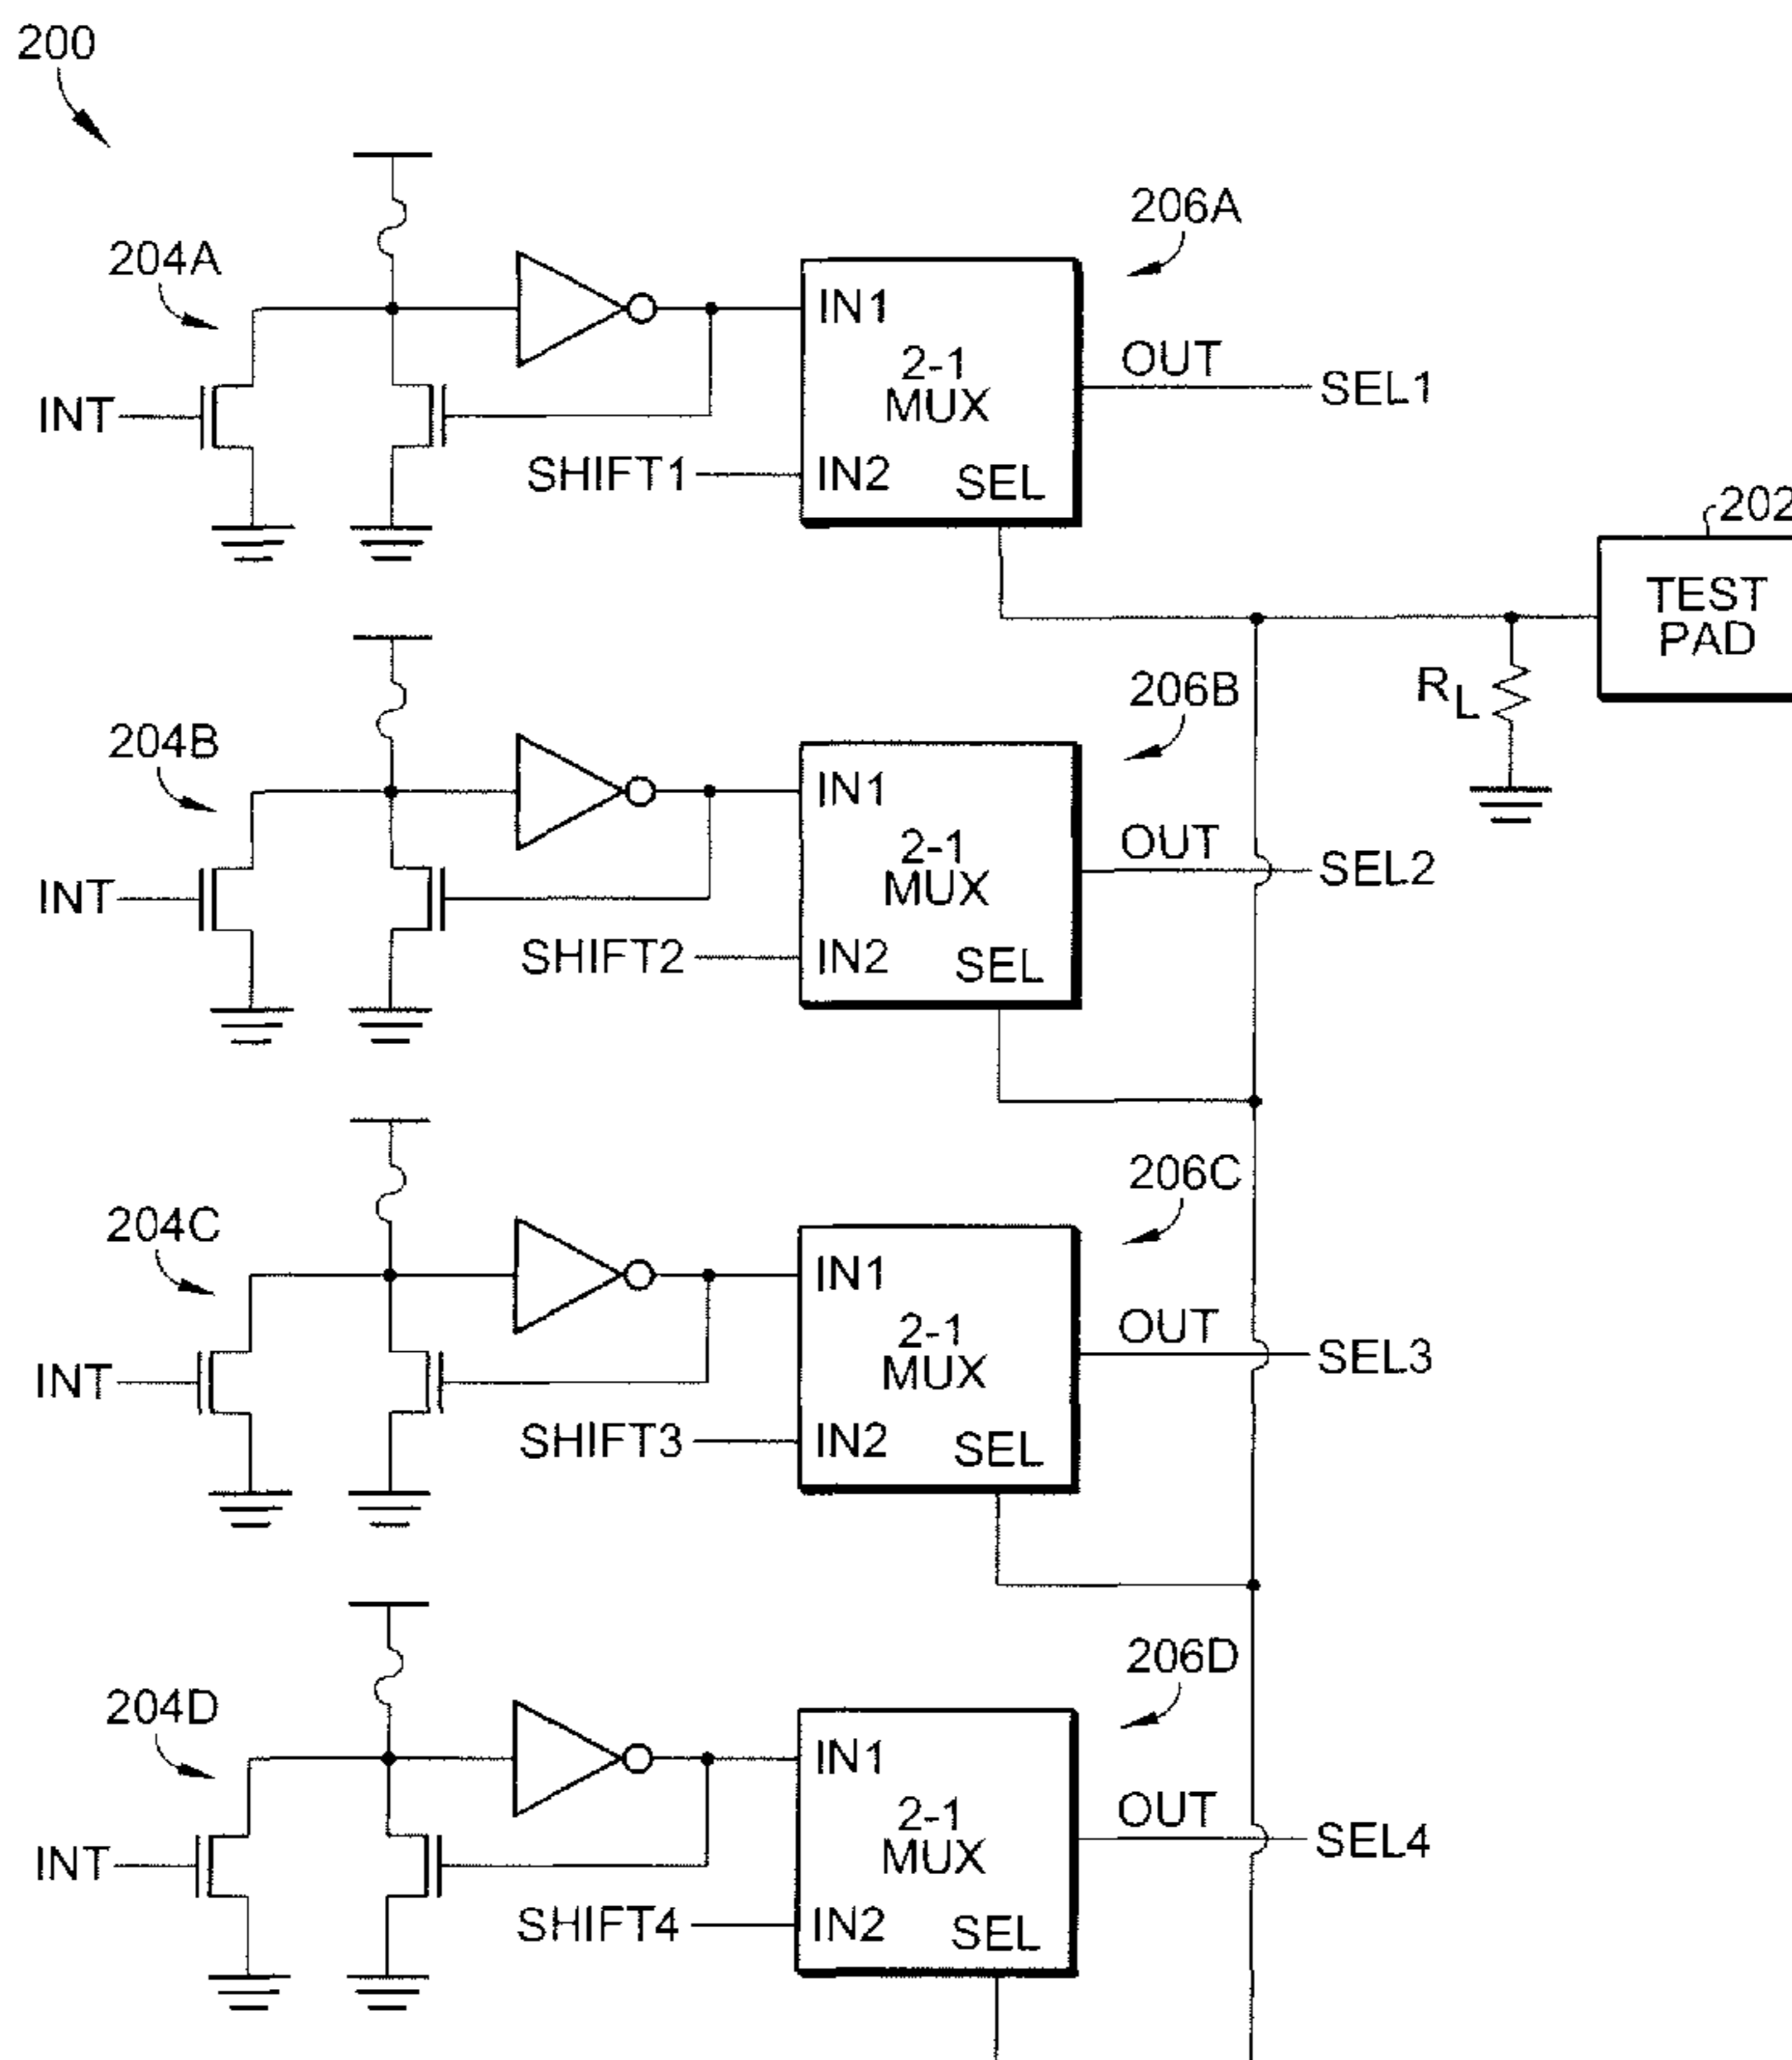 200
204A
206A
IN1
2-1
MUX
OUT
SEL1
INT
SHIFT1
IN2
SEL
202
TEST
PAD
RL
204B
206B
IN1
2-1
MUX
OUT
SEL2
INT
SHIFT2
IN2
SEL
204C
206C
IN1
2-1
MUX
OUT
SEL3
INT
SHIFT3
IN2
SEL
204D
206D
IN1
2-1
MUX
OUT
SEL4
INT
SHIFT4
IN2
SEL